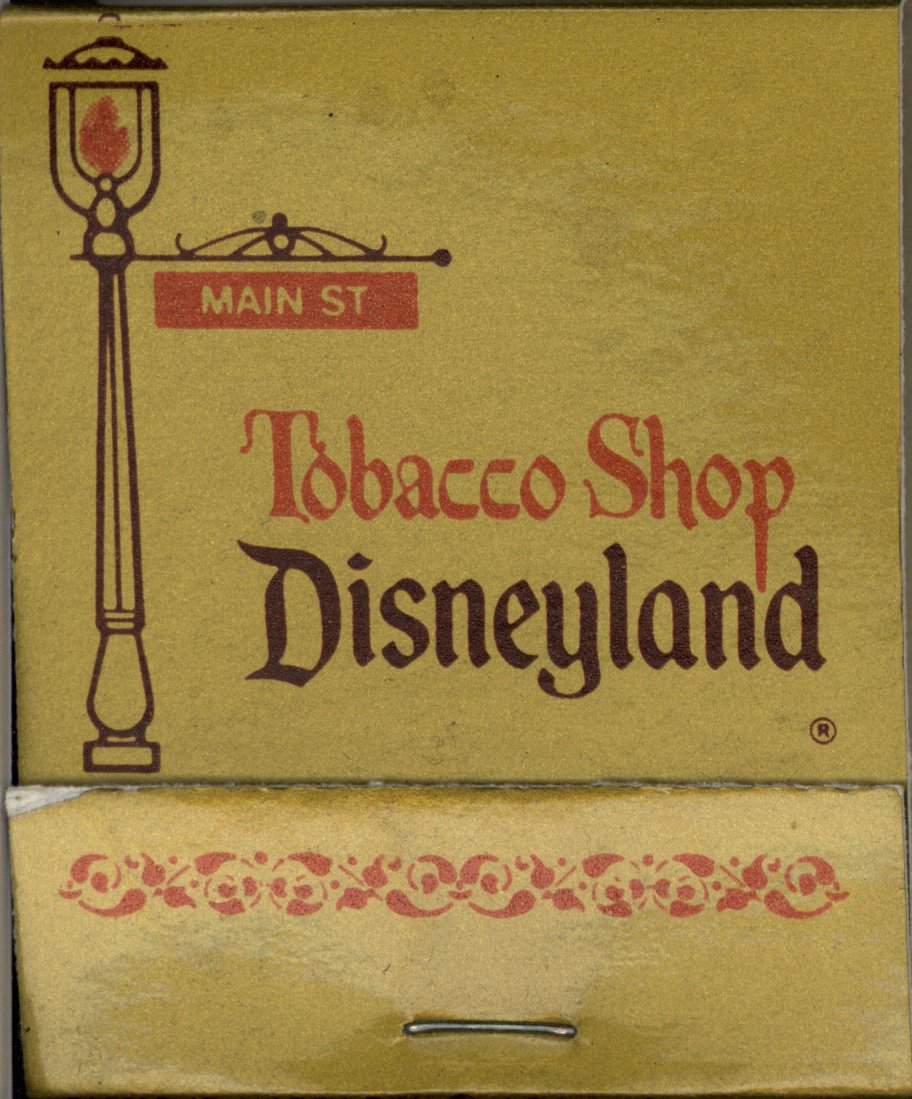 MAIN ST
Tobacco Shop
Disneyland
®